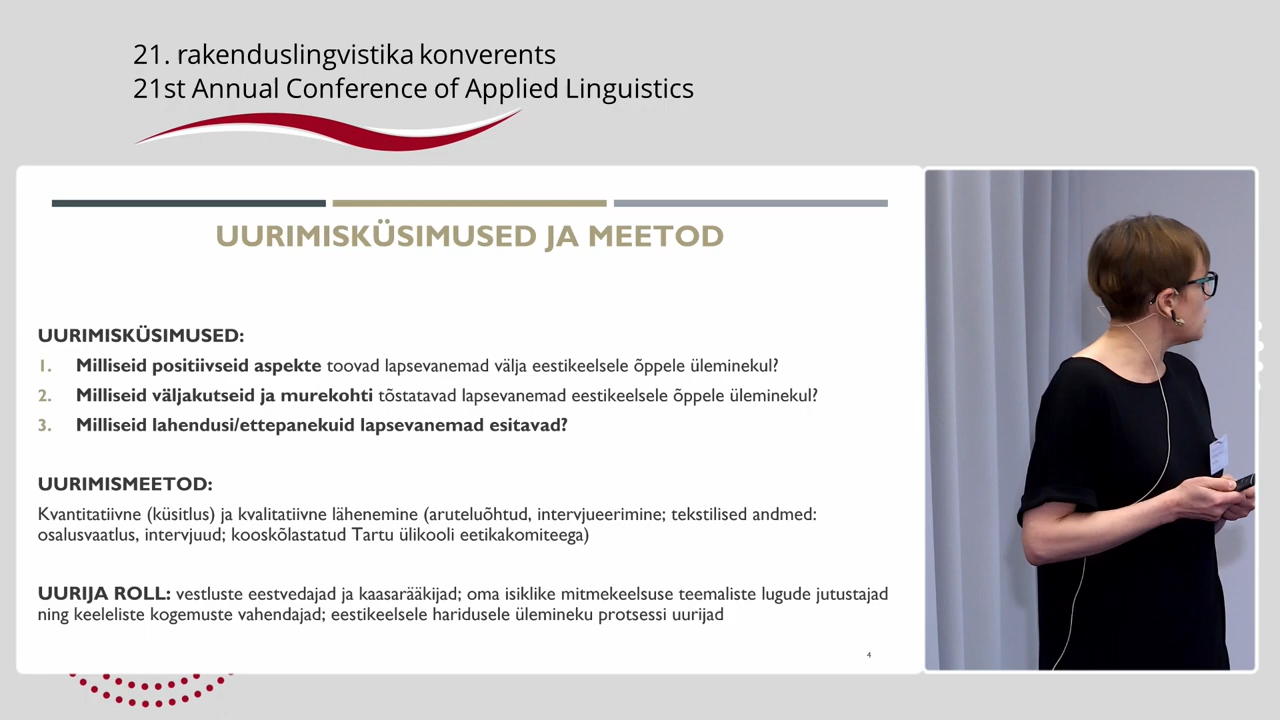 21. rakenduslingvistika konverents
21st Annual Conference of Applied Linguistics
UURIMISKÜSIMUSED JA MEETOD
UURIMISKÜSIMUSED:
1. Milliseid positiivseid aspekte toovad lapsevanemad välja eestikeelsele õppele üleminekul?
2. Milliseid väljakutseid ja murekohti tõstatavad lapsevanemad eestikeelsele õppele üleminekul?
3. Milliseid lahendusi/ettepanekuid lapsevanemad esitavad?
UURIMISMEETOD:
Kvantitatiivne (küsitlus) ja kvalitatiivne lähenemine (aruteluõhtud, intervjueerimine; tekstilised andmed:
osalusvaatlus, intervjuud; kooskõlastatud Tartu ülikooli eetikakomiteega)
UURIJA ROLL: vestluste eestvedajad ja kaasarääkijad; oma isiklike mitmekeelsuse teemaliste lugude jutustajad
ning keeleliste kogemuste vahendajad; eestikeelsele haridusele ülemineku protsessi uurijad
4